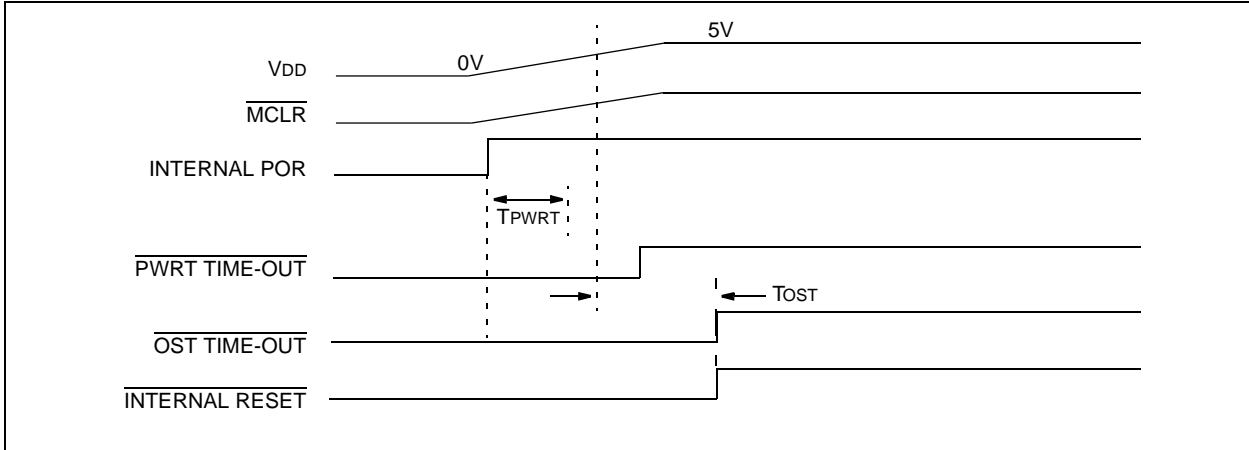 5V
VDD
0V
MCLR
INTERNAL POR
TPWRT
PWRT TIME-OUT
TOST
OST TIME-OUT
INTERNAL RESET